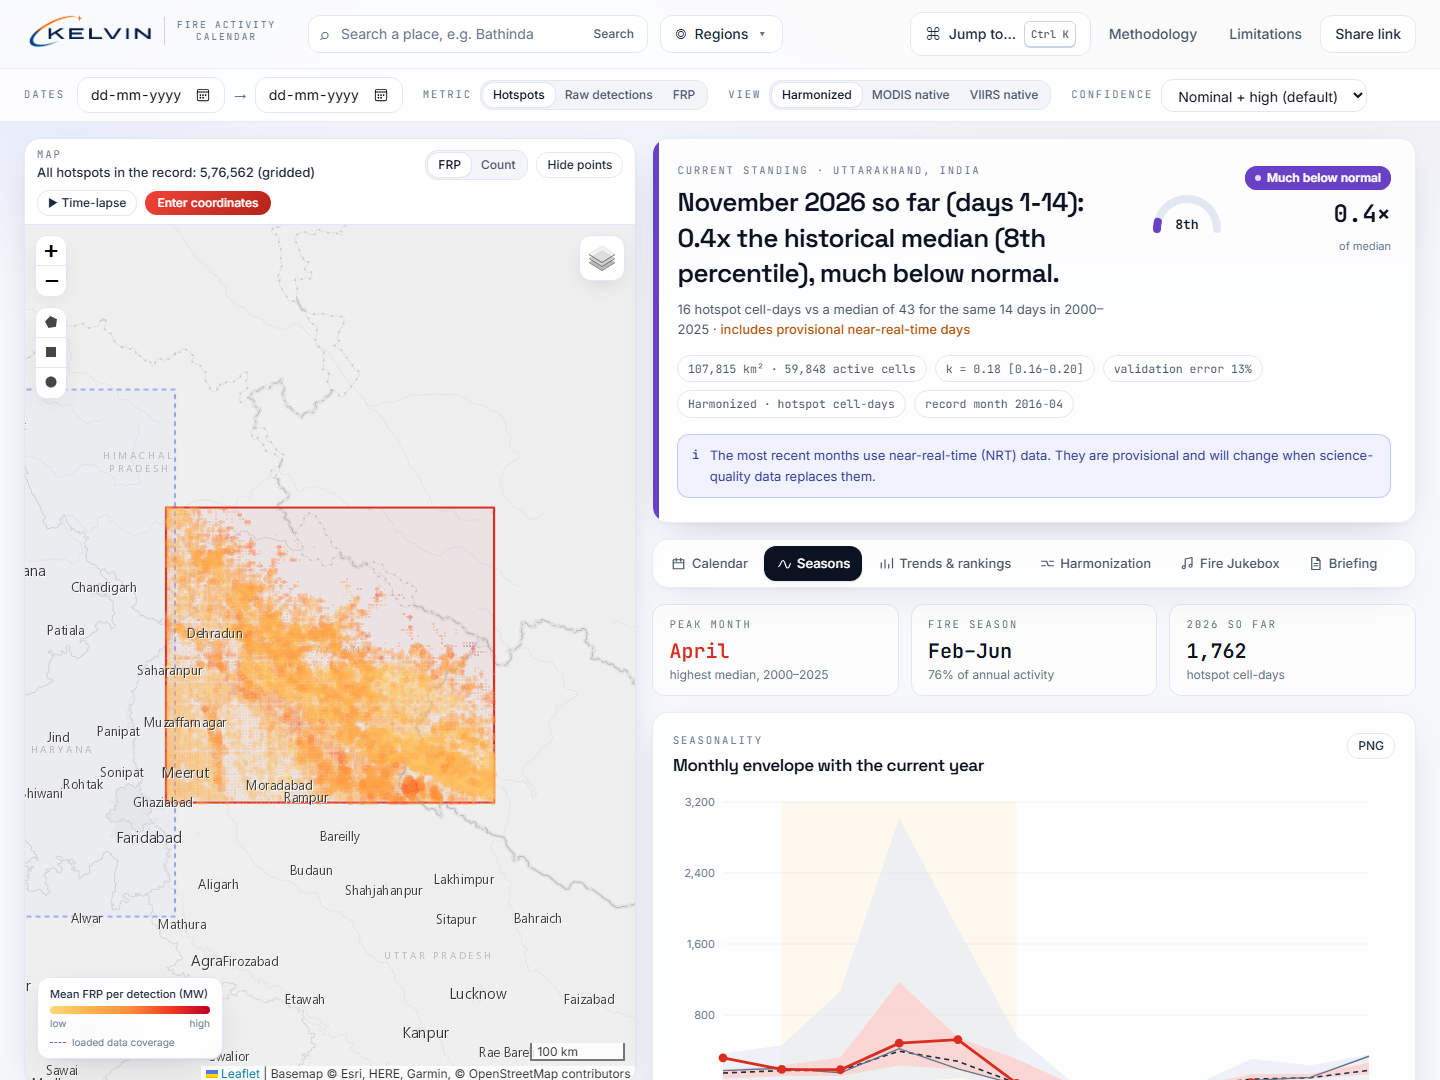 KELVIN
FIRE ACTIVITY
CALENDAR
Search a place, e.g. Bathinda
Search
Regions
Jump to...
Ctrl K
Methodology
Limitations
Share link
DATES
dd-mm-yyyy
→
dd-mm-yyyy
METRIC
Hotspots
Raw detections
FRP
VIEW
Harmonized
MODIS native
VIIRS native
CONFIDENCE
Nominal + high (default)
MAP
All hotspots in the record: 5,76,562 (gridded)
FRP
Count
Hide points
Time-lapse
Enter coordinates
+
−
HIMACHAL
PRADESH
ana
Chandigarh
Patiala
Dehradun
Saharanpur
Muzaffarnagar
Jind
Panipat
HARYANA
Sonipat
Meerut
Rohtak
hiwani
Moradabad
Rampur
Ghaziabad
Faridabad
Bareilly
Budaun
Aligarh
Shahjahanpur
Lakhimpur
Alwar
Mathura
Sitapur
Bahraich
UTTAR PRADESH
Agra
Firozabad
Etawah
Lucknow
Faizabad
Kanpur
Rae Bare
walior
Sawai
Mean FRP per detection (MW)
low
high
loaded data coverage
100 km
Leaflet | Basemap © Esri, HERE, Garmin, © OpenStreetMap contributors
CURRENT STANDING · UTTARAKHAND, INDIA
November 2026 so far (days 1-14):
0.4x the historical median (8th
percentile), much below normal.
8th
Much below normal
0.4×
of median
16 hotspot cell-days vs a median of 43 for the same 14 days in 2000–
2025 · includes provisional near-real-time days
107,815 km² · 59,848 active cells
k = 0.18 [0.16–0.20]
validation error 13%
Harmonized · hotspot cell-days
record month 2016-04
i
The most recent months use near-real-time (NRT) data. They are provisional and will change when science-
quality data replaces them.
Calendar
Seasons
Trends & rankings
Harmonization
Fire Jukebox
Briefing
PEAK MONTH
April
highest median, 2000–2025
FIRE SEASON
Feb–Jun
76% of annual activity
2026 SO FAR
1,762
hotspot cell-days
SEASONALITY
Monthly envelope with the current year
PNG
3,200
2,400
1,600
800